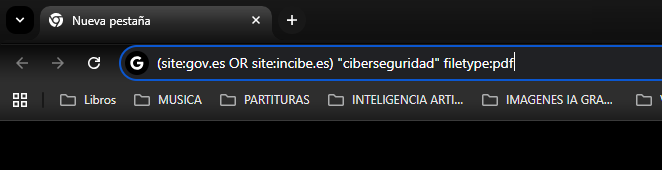 Nueva pestaña
(site:gov.es OR site:incibe.es) "ciberseguridad" filetype:pdf
Libros MUSICA PARTITURAS INTELIGENCIA ARTI... IMAGENES IA GRA...